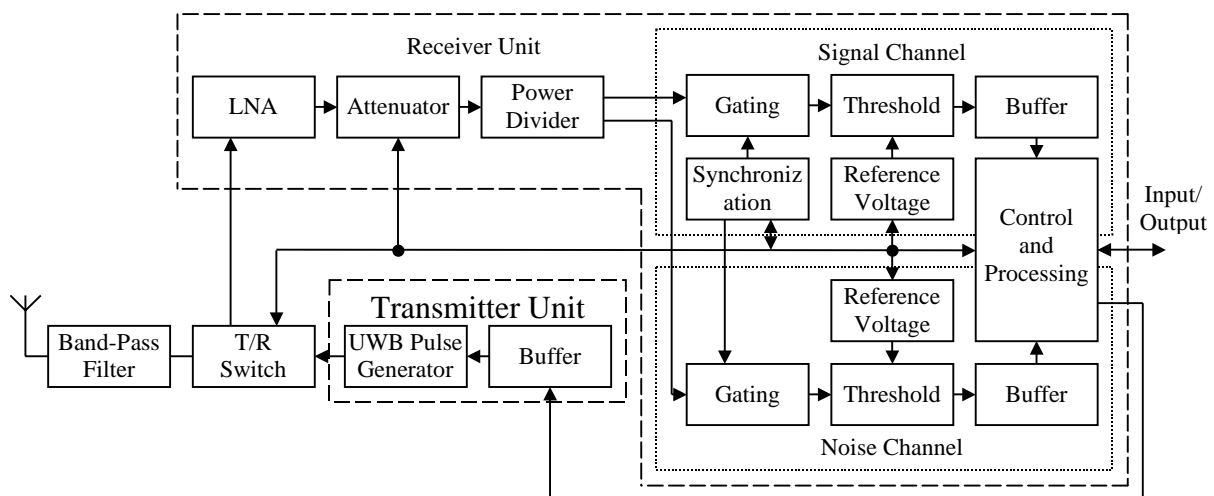 Receiver Unit
Signal Channel
LNA
Attenuator
Power
Divider
Gating
Threshold
Buffer
Synchroniz
ation
Reference
Voltage
Control
and
Processing
Input/
Output
Transmitter Unit
Band-Pass
Filter
T/R
Switch
UWB Pulse
Generator
Buffer
Reference
Voltage
Gating
Threshold
Buffer
Noise Channel